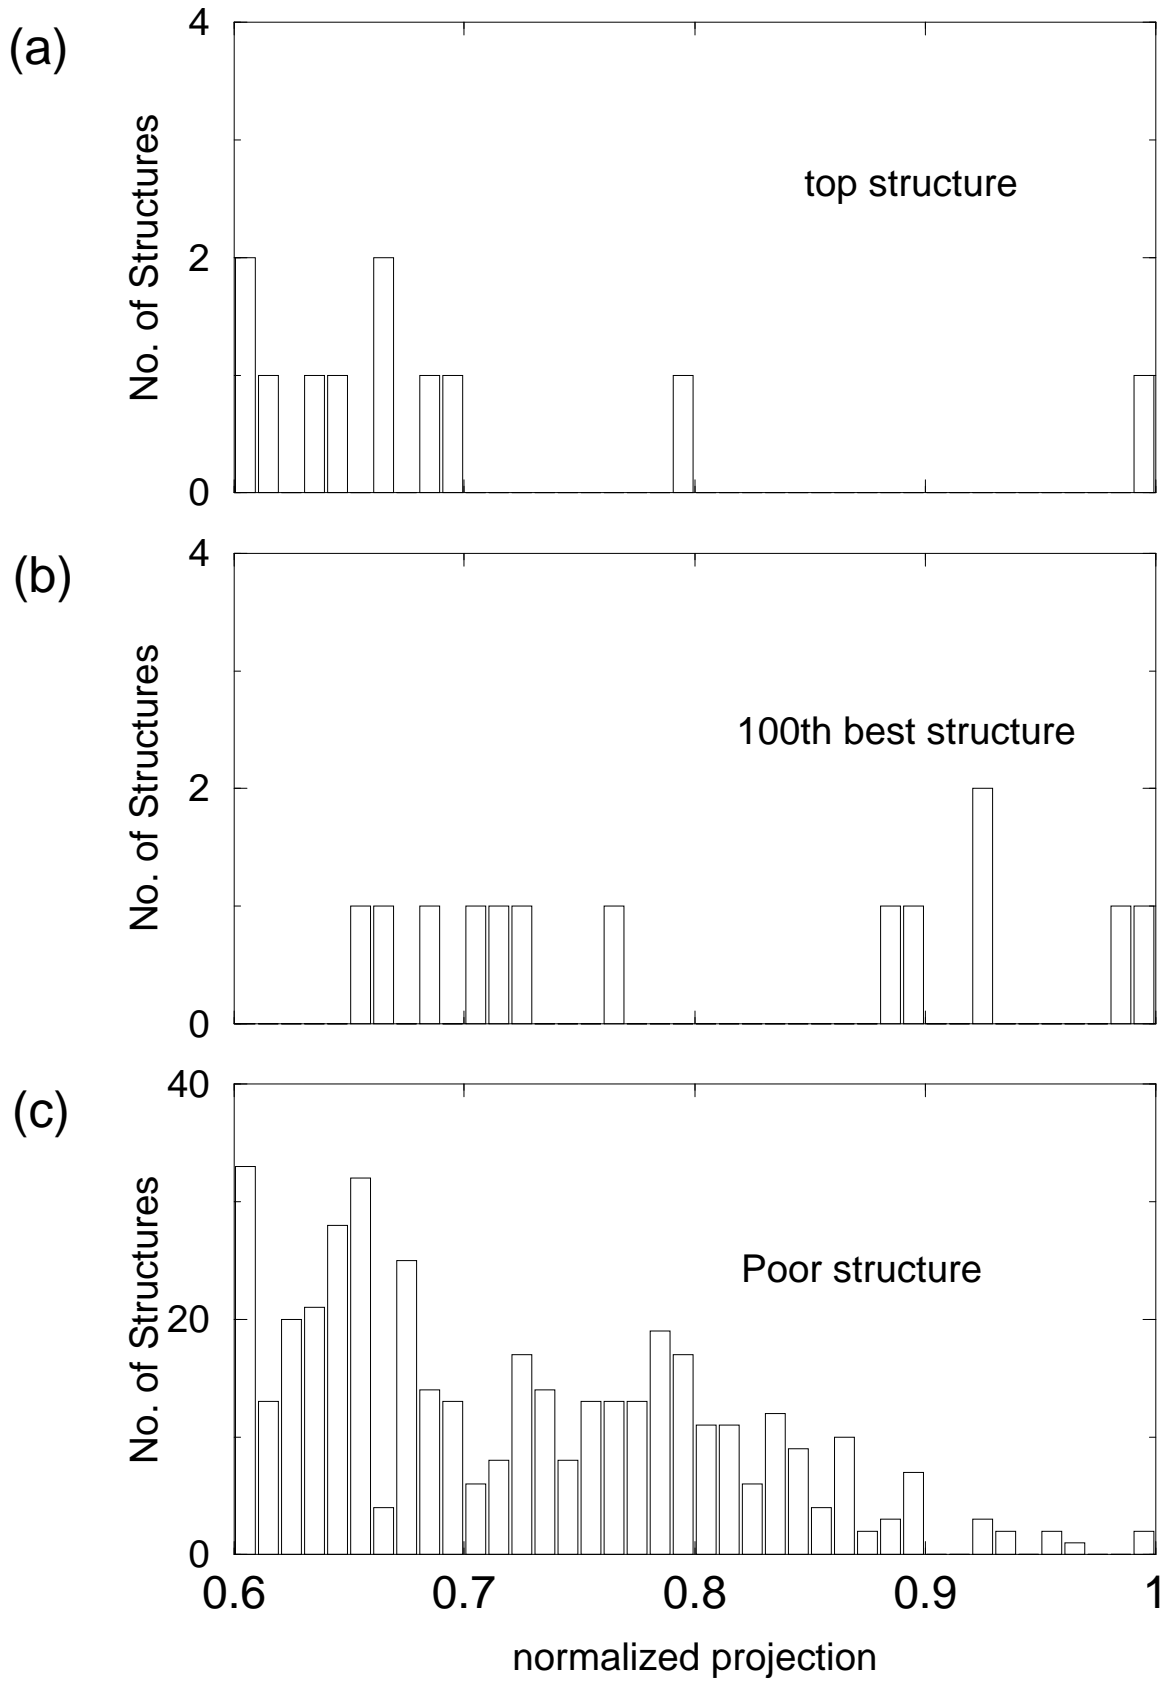 (a)
4
2
0
No. of Structures
top structure
(b)
4
2
0
No. of Structures
100th best structure
(c)
40
20
0
No. of Structures
Poor structure
0.6 0.7 0.8 0.9 1
normalized projection